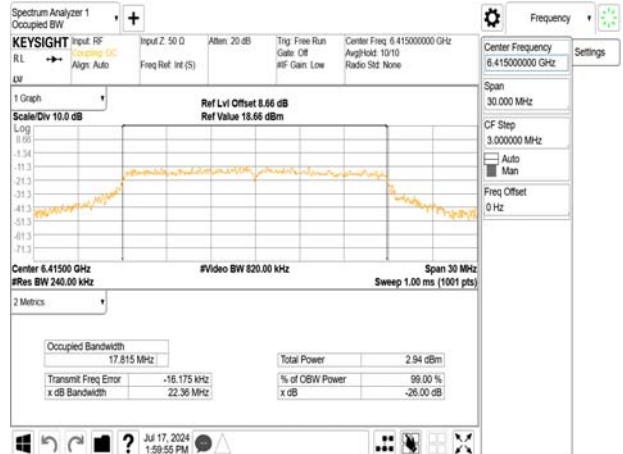 Spectrum Analyzer 1
Occupied BW
+
Frequency
KEYSIGHT
RL
Input: RF
Coupling: DC
Align: Auto
Input Z: 50 Ω
Freq Ref: Int (S)
Atten: 20 dB
Trig: Free Run
Gate: Off
#IF Gain: Low
Center Freq: 6.415000000 GHz
Avg|Hold: 10/10
Radio Std: None
1 Graph
Scale/Div 10.0 dB
Ref Lvl Offset 8.66 dB
Ref Value 18.66 dBm
Log
8.66
-1.34
-11.3
-21.3
-31.3
-41.3
-51.3
-61.3
-71.3
Center 6.41500 GHz
#Res BW 240.00 kHz
#Video BW 820.00 kHz
Span 30 MHz
Sweep 1.00 ms (1001 pts)
2 Metrics
Occupied Bandwidth
17.815 MHz
Transmit Freq Error -16.175 kHz
x dB Bandwidth 22.36 MHz
Total Power 2.94 dBm
% of OBW Power 99.00 %
x dB -26.00 dB
?
Jul 17, 2024
1:59:55 PM
Center Frequency
6.415000000 GHz
Settings
Span
30.000 MHz
CF Step
3.000000 MHz
Auto
Man
Freq Offset
0 Hz